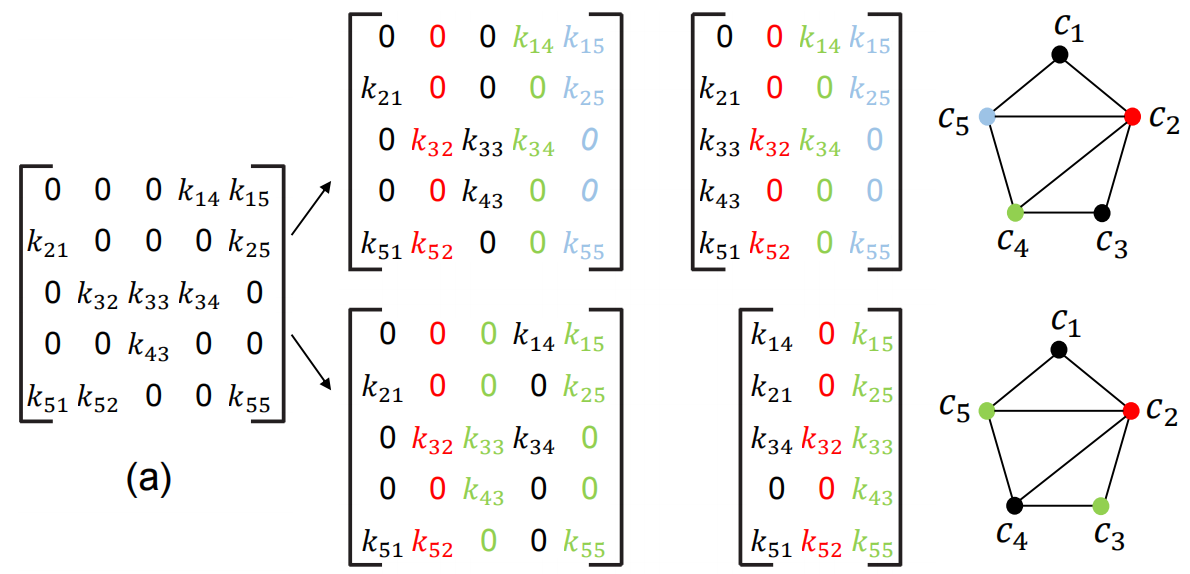 0 0 0 k14 k15
k21 0 0 0 k25
0 k32 k33 k34 0
0 0 k43 0 0
k51 k52 0 0 k55
(a)
0 0 0 k14 k15
k21 0 0 0 k25
0 k32 k33 k34 0
0 0 k43 0 0
k51 k52 0 0 k55
0 0 k14 k15
k21 0 0 k25
k33 k32 k34 0
k43 0 0 0
k51 k52 0 k55
c1
c5
c2
c4
c3
0 0 0 k14 k15
k21 0 0 0 k25
0 k32 k33 k34 0
0 0 k43 0 0
k51 k52 0 0 k55
k14 0 k15
k21 0 k25
k34 k32 k33
0 0 k43
k51 k52 k55
c1
c5
c2
c4
c3